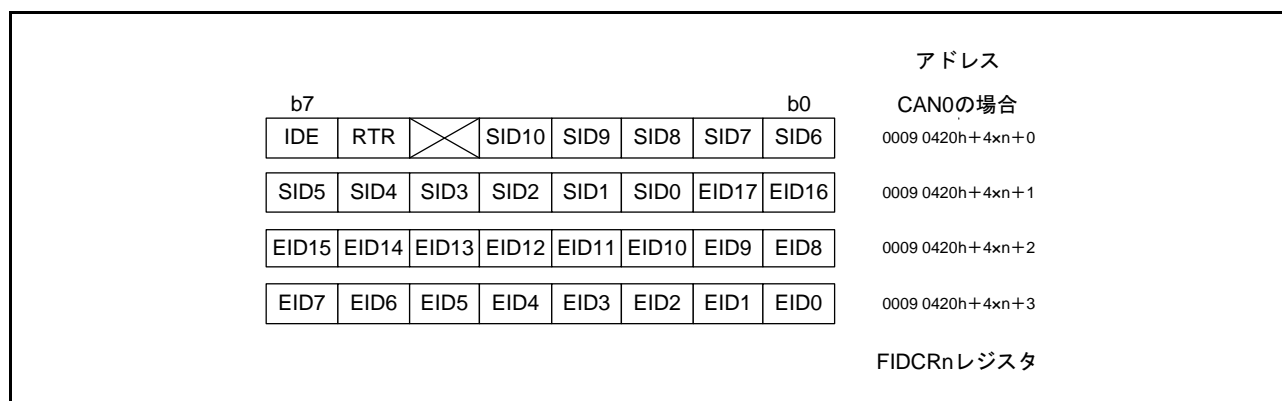 アドレス
b7 b0 CAN0の場合
IDE RTR SID10 SID9 SID8 SID7 SID6 0009 0420h+4×n+0
SID5 SID4 SID3 SID2 SID1 SID0 EID17 EID16 0009 0420h+4×n+1
EID15 EID14 EID13 EID12 EID11 EID10 EID9 EID8 0009 0420h+4×n+2
EID7 EID6 EID5 EID4 EID3 EID2 EID1 EID0 0009 0420h+4×n+3
FIDCRnレジスタ